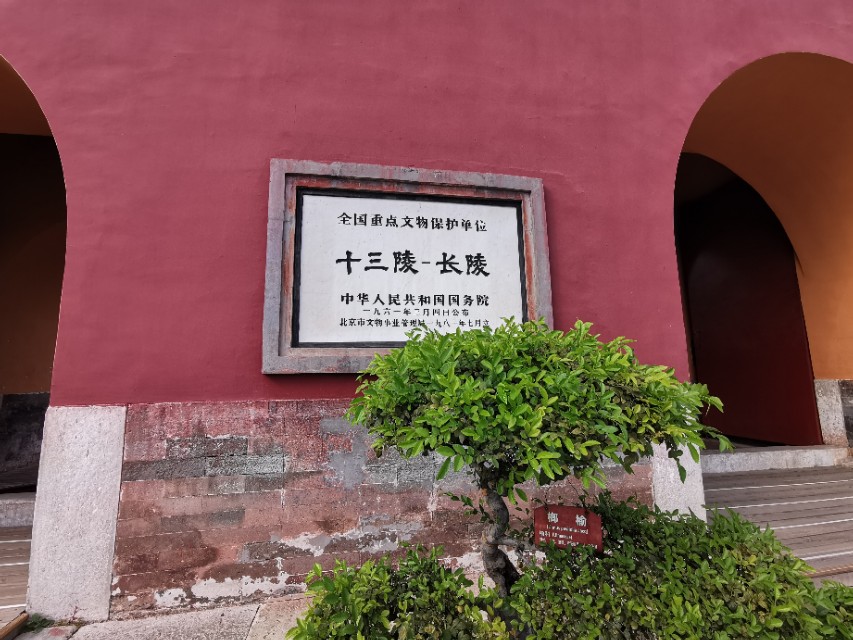 全国重点文物保护单位
十三陵-长陵
中华人民共和国国务院
一九六一年三月四日公布
北京市文物事业管理局一九八一年七月立
榔榆